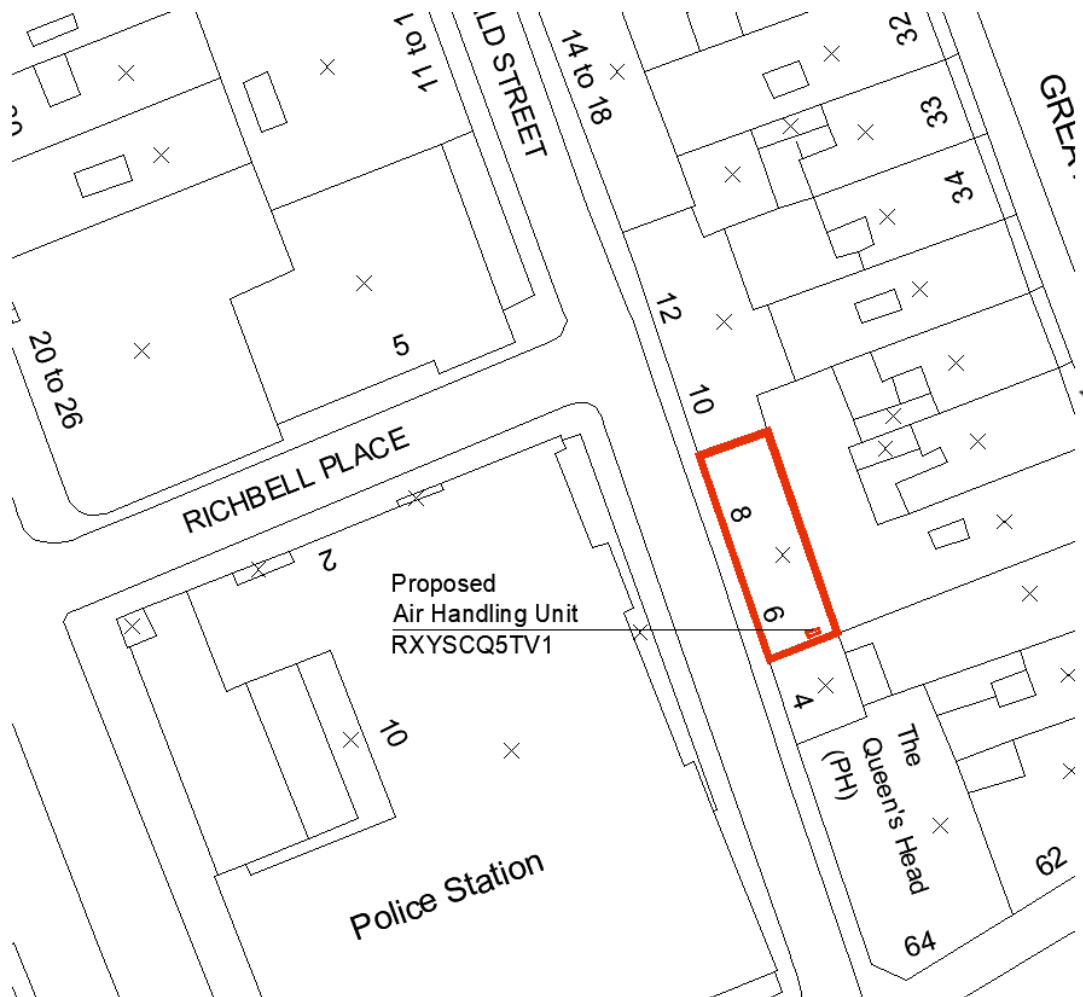 LD STREET
11 to 1
14 to 18
32
33
34
GREA
12
10
5
20 to 26
RICHBELL PLACE
2
8
6
Proposed
Air Handling Unit
RXYSCQ5TV1
4
10
The
Queen's Head
(PH)
Police Station
62
64